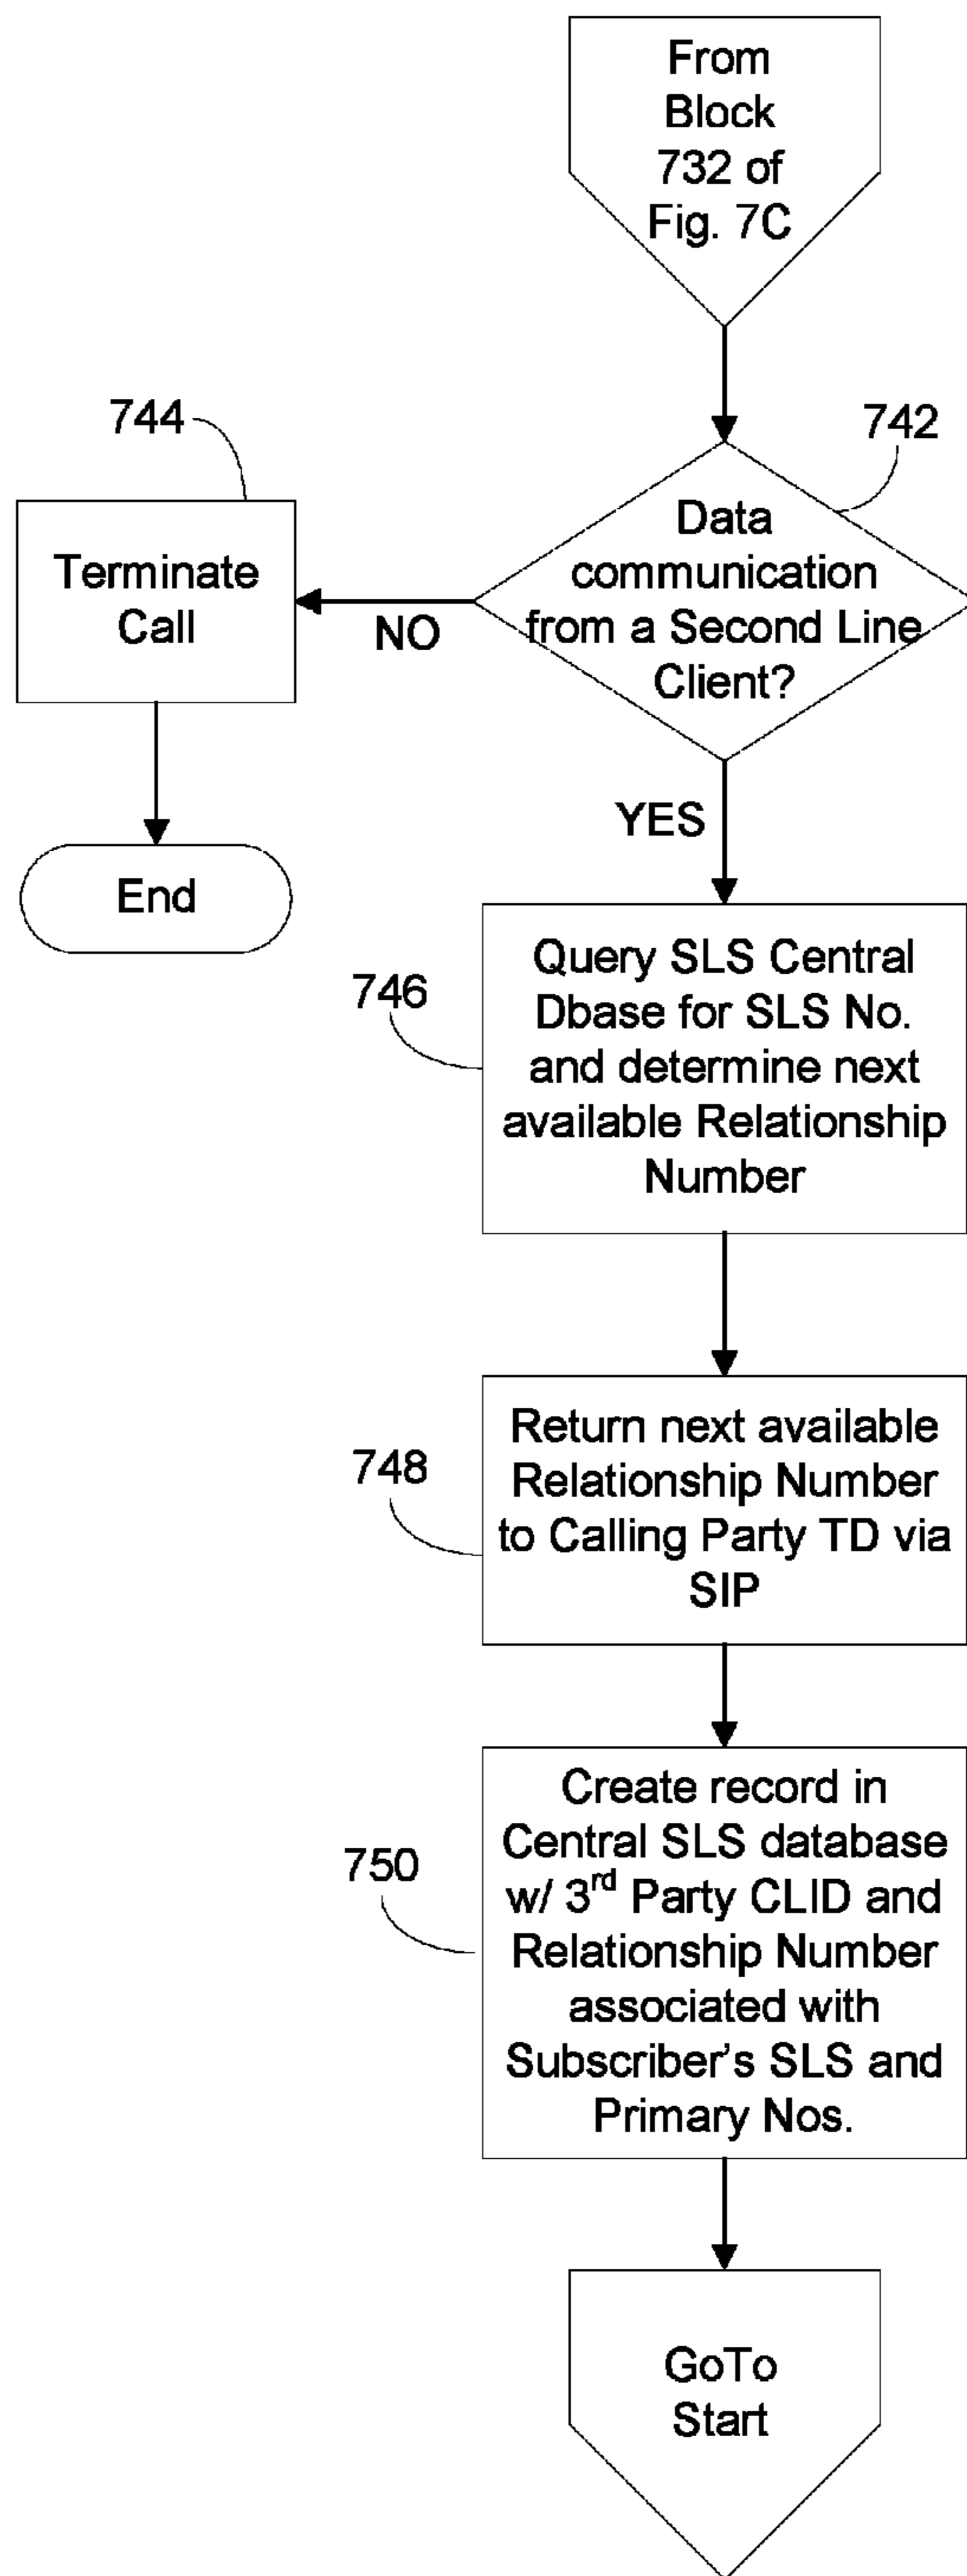 From
Block
732 of
Fig. 7C
744
742
Data
communication
from a Second Line
Client?
Terminate
Call
NO
YES
End
746
Query SLS Central
Dbase for SLS No.
and determine next
available Relationship
Number
748
Return next available
Relationship Number
to Calling Party TD via
SIP
750
Create record in
Central SLS database
w/ 3rd Party CLID and
Relationship Number
associated with
Subscriber's SLS and
Primary Nos.
GoTo
Start